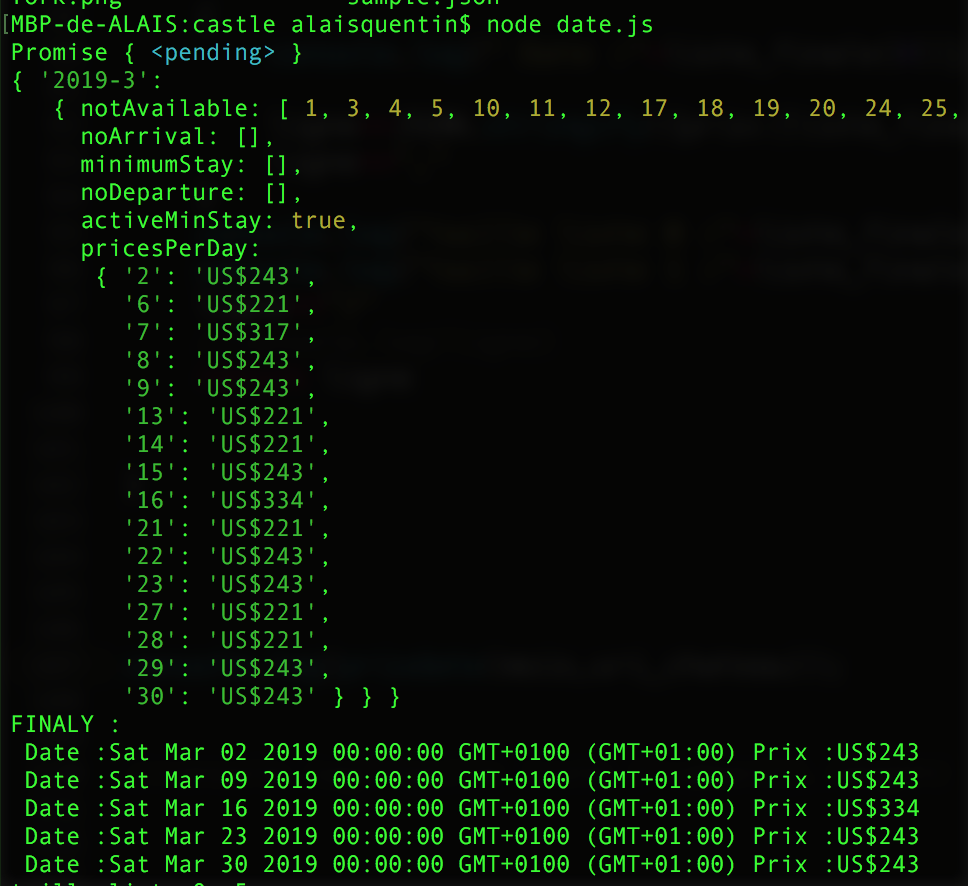 York.png sample.json
[MBP-de-ALAIS:castle alaisquentin$ node date.js
Promise { <pending> }
{ '2019-3':
{ notAvailable: [ 1, 3, 4, 5, 10, 11, 12, 17, 18, 19, 20, 24, 25,
noArrival: [],
minimumStay: [],
noDeparture: [],
activeMinStay: true,
pricesPerDay:
{ '2': 'US$243',
'6': 'US$221',
'7': 'US$317',
'8': 'US$243',
'9': 'US$243',
'13': 'US$221',
'14': 'US$221',
'15': 'US$243',
'16': 'US$334',
'21': 'US$221',
'22': 'US$243',
'23': 'US$243',
'27': 'US$221',
'28': 'US$221',
'29': 'US$243',
'30': 'US$243' } } }
FINALY :
Date :Sat Mar 02 2019 00:00:00 GMT+0100 (GMT+01:00) Prix :US$243
Date :Sat Mar 09 2019 00:00:00 GMT+0100 (GMT+01:00) Prix :US$243
Date :Sat Mar 16 2019 00:00:00 GMT+0100 (GMT+01:00) Prix :US$334
Date :Sat Mar 23 2019 00:00:00 GMT+0100 (GMT+01:00) Prix :US$243
Date :Sat Mar 30 2019 00:00:00 GMT+0100 (GMT+01:00) Prix :US$243